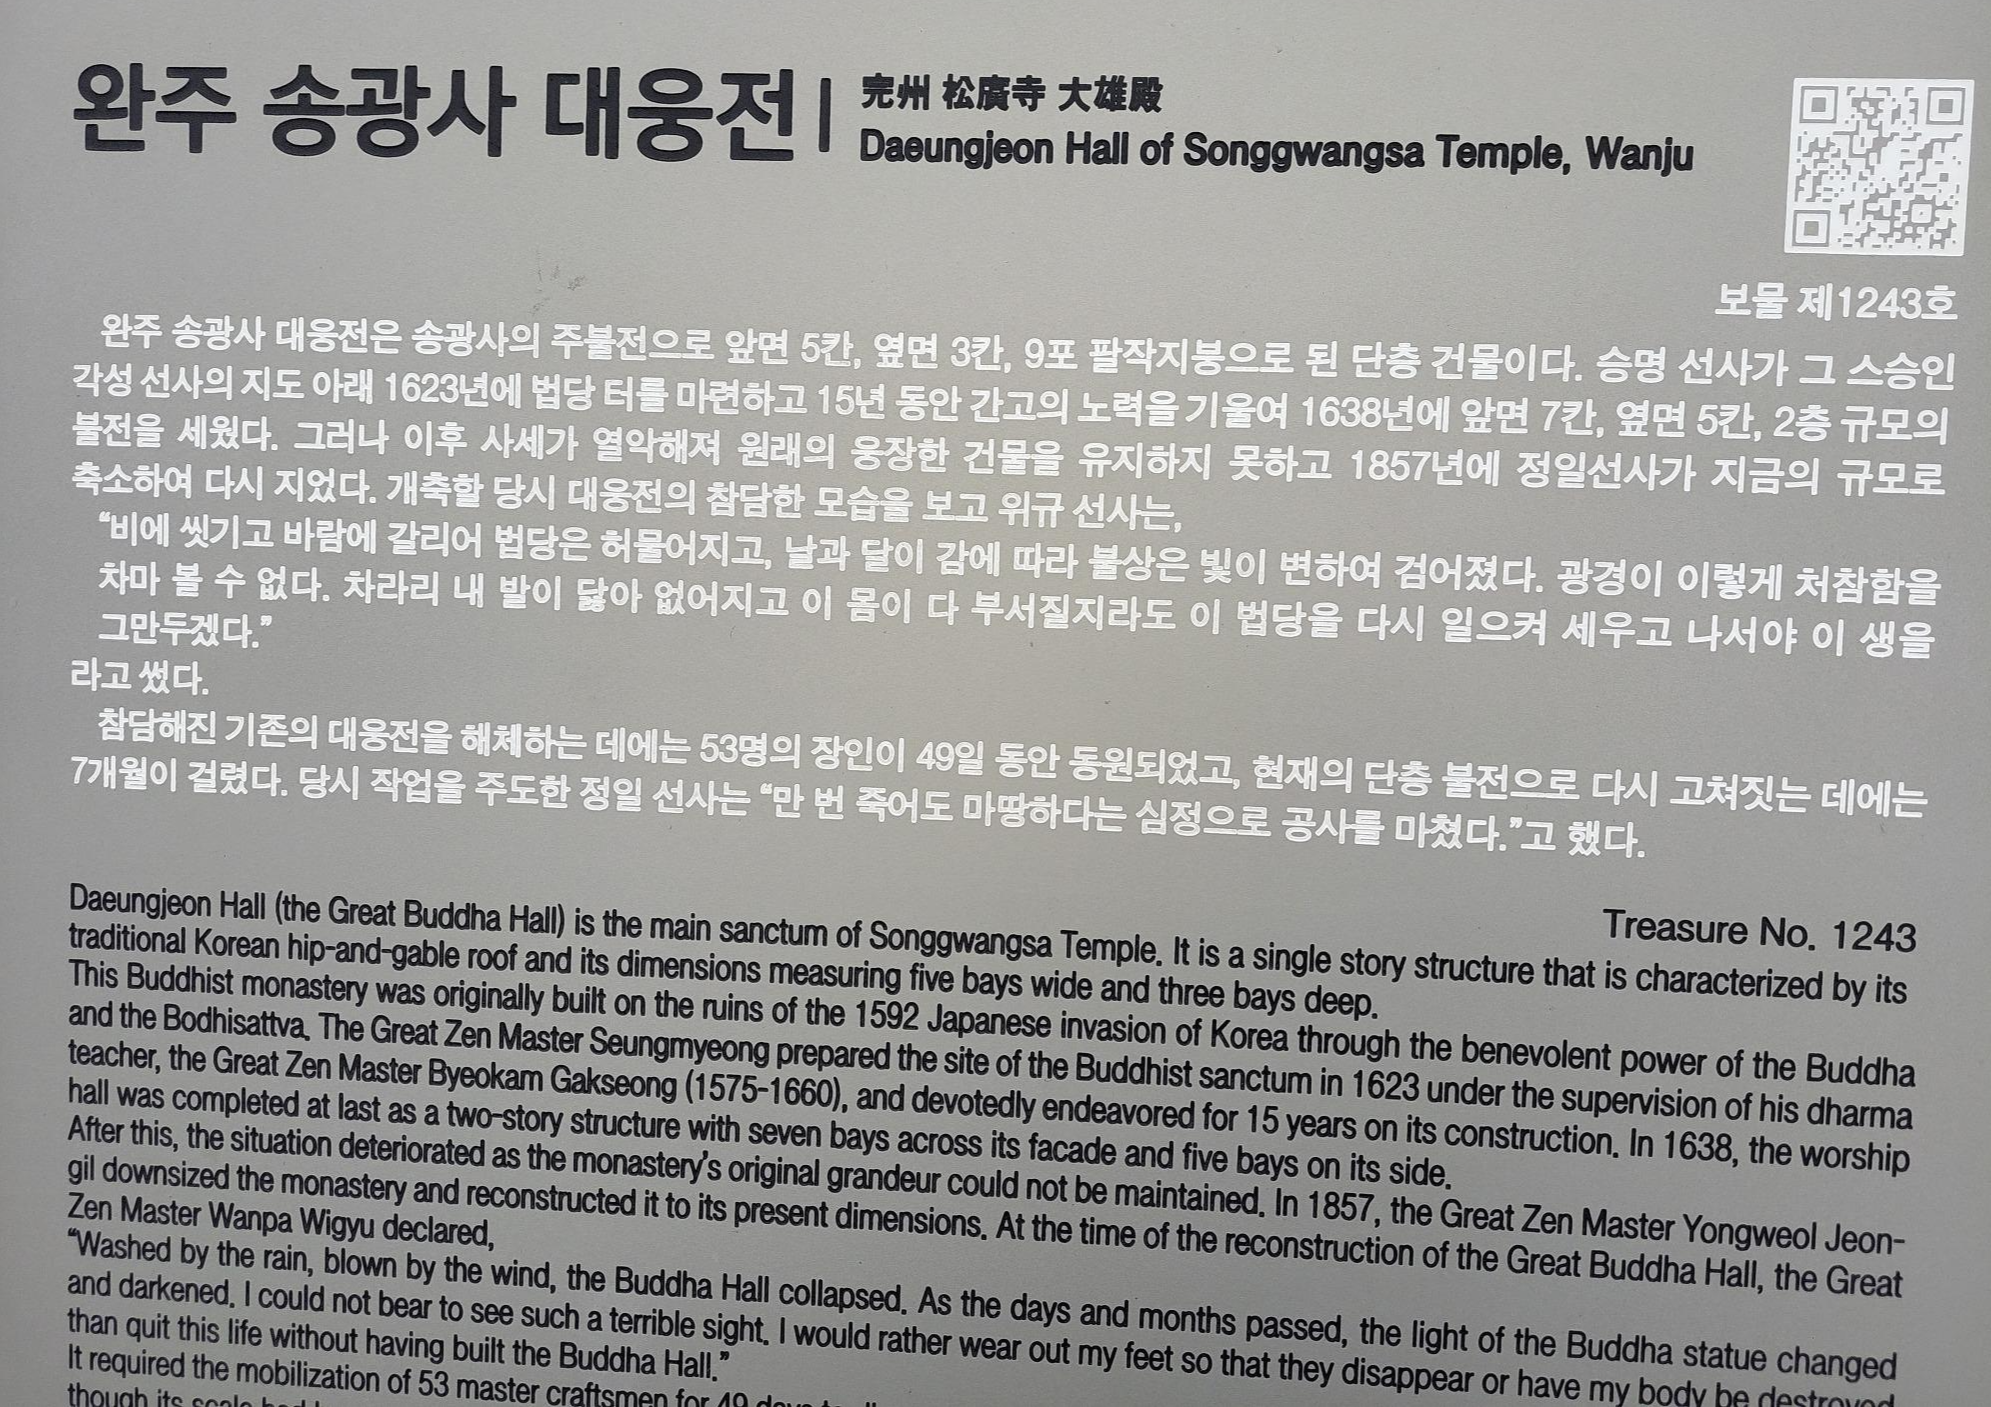 완주 송광사 대웅전
完州 松廣寺 大雄殿
Daeungjeon Hall of Songgwangsa Temple, Wanju
보물 제1243호
완주 송광사 대웅전은 송광사의 주불전으로 앞면 5칸, 옆면 3칸, 9포 팔작지붕으로 된 단층 건물이다. 승명 선사가 그 스승인
각성 선사의 지도 아래 1623년에 법당 터를 마련하고 15년 동안 간고의 노력을 기울여 1638년에 앞면 7칸, 옆면 5칸, 2층 규모의
불전을 세웠다. 그러나 이후 사세가 열악해져 원래의 웅장한 건물을 유지하지 못하고 1857년에 정일선사가 지금의 규모로
축소하여 다시 지었다. 개축할 당시 대웅전의 참담한 모습을 보고 위규 선사는,
“비에 씻기고 바람에 갈리어 법당은 허물어지고, 날과 달이 감에 따라 불상은 빛이 변하여 검어졌다. 광경이 이렇게 처참함을
차마 볼 수 없다. 차라리 내 발이 닳아 없어지고 이 몸이 다 부서질지라도 이 법당을 다시 일으켜 세우고 나서야 이 생을
그만두겠다.”
라고 썼다.
참담해진 기존의 대웅전을 해체하는 데에는 53명의 장인이 49일 동안 동원되었고, 현재의 단층 불전으로 다시 고쳐짓는 데에는
7개월이 걸렸다. 당시 작업을 주도한 정일 선사는 “만 번 죽어도 마땅하다는 심정으로 공사를 마쳤다.”고 했다.
Treasure No. 1243
Daeungjeon Hall (the Great Buddha Hall) is the main sanctum of Songgwangsa Temple. It is a single story structure that is characterized by its
traditional Korean hip-and-gable roof and its dimensions measuring five bays wide and three bays deep.
This Buddhist monastery was originally built on the ruins of the 1592 Japanese invasion of Korea through the benevolent power of the Buddha
and the Bodhisattva. The Great Zen Master Seungmyeong prepared the site of the Buddhist sanctum in 1623 under the supervision of his dharma
teacher, the Great Zen Master Byeokam Gakseong (1575-1660), and devotedly endeavored for 15 years on its construction. In 1638, the worship
hall was completed at last as a two-story structure with seven bays across its facade and five bays on its side.
After this, the situation deteriorated as the monastery's original grandeur could not be maintained. In 1857, the Great Zen Master Yongweol Jeon-
gil downsized the monastery and reconstructed it to its present dimensions. At the time of the reconstruction of the Great Buddha Hall, the Great
Zen Master Wanpa Wigyu declared,
“Washed by the rain, blown by the wind, the Buddha Hall collapsed. As the days and months passed, the light of the Buddha statue changed
and darkened. I could not bear to see such a terrible sight. I would rather wear out my feet so that they disappear or have my body be destroyed
than quit this life without having built the Buddha Hall.”
It required the mobilization of 53 master craftsmen for 49 days
though its scale